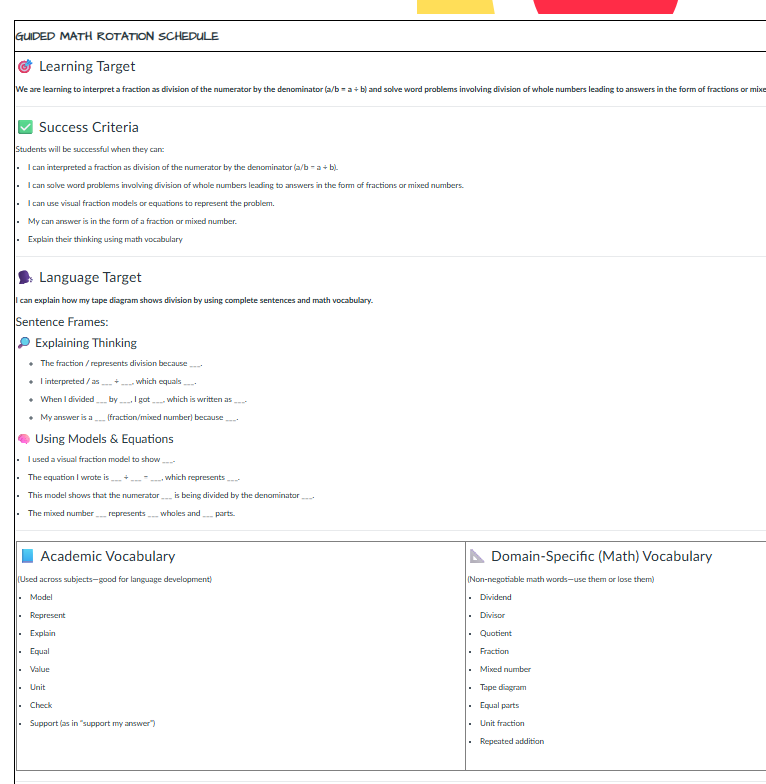 GUIDED MATH ROTATION SCHEDULE
Learning Target
We are learning to interpret a fraction as division of the numerator by the denominator (a/b = a ÷ b) and solve word problems involving division of whole numbers leading to answers in the form of fractions or mixe
Success Criteria
Students will be successful when they can:
• I can interpreted a fraction as division of the numerator by the denominator (a/b = a ÷ b).
• I can solve word problems involving division of whole numbers leading to answers in the form of fractions or mixed numbers.
• I can use visual fraction models or equations to represent the problem.
• My can answer is in the form of a fraction or mixed number.
• Explain their thinking using math vocabulary
Language Target
I can explain how my tape diagram shows division by using complete sentences and math vocabulary.
Sentence Frames:
Explaining Thinking
The fraction / represents division because ___.
I interpreted / as ___ ÷ ___, which equals ___.
When I divided ___ by ___, I got ___, which is written as ___.
My answer is a ___ (fraction/mixed number) because ___.
Using Models & Equations
• I used a visual fraction model to show ___.
• The equation I wrote is ___ ÷ ___ = ___, which represents ___.
• This model shows that the numerator ___ is being divided by the denominator ___.
• The mixed number ___ represents ___ wholes and ___ parts.
Academic Vocabulary
(Used across subjects—good for language development)
• Model
• Represent
• Explain
• Equal
• Value
• Unit
• Check
• Support (as in "support my answer")
Domain-Specific (Math) Vocabulary
(Non-negotiable math words—use them or lose them)
• Dividend
• Divisor
• Quotient
• Fraction
• Mixed number
• Tape diagram
• Equal parts
• Unit fraction
• Repeated addition